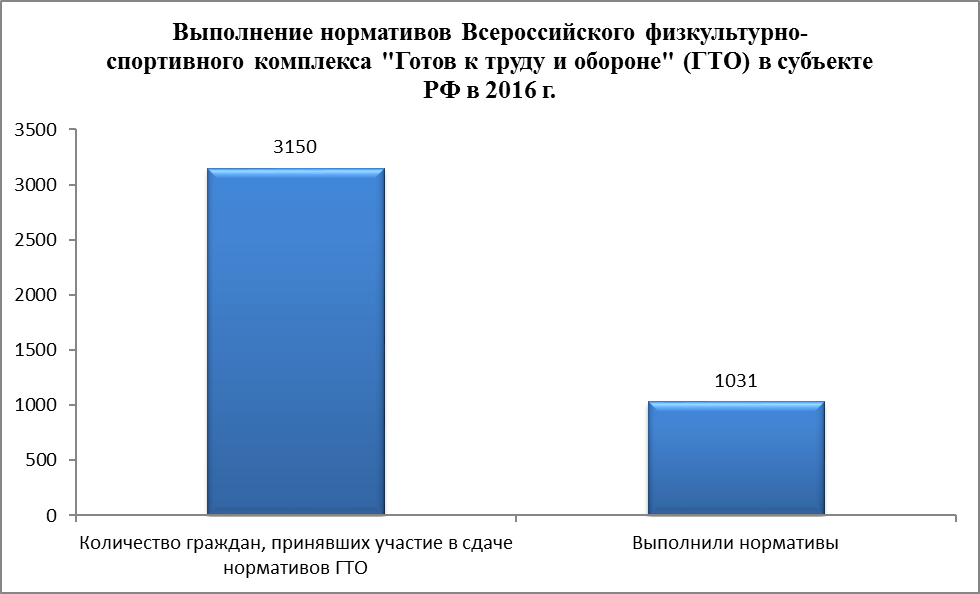 Выполнение нормативов Всероссийского физкультурно-
спортивного комплекса "Готов к труду и обороне" (ГТО) в субъекте
РФ в 2016 г.
3500
3000
2500
2000
1500
1000
500
0
3150
1031
Количество граждан, принявших участие в сдаче
нормативов ГТО
Выполнили нормативы